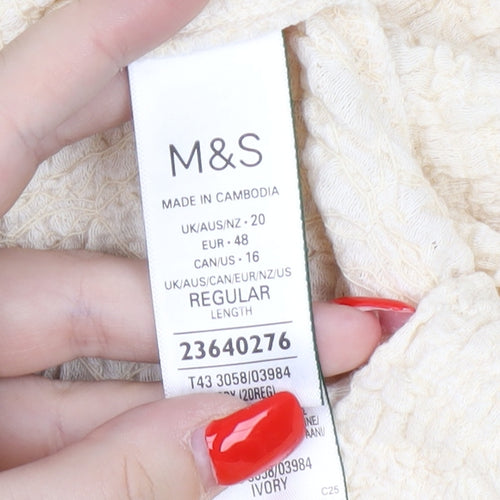 M&S
MADE IN CAMBODIA
UK/AUS/NZ • 20
EUR • 48
CAN/US • 16
UK/AUS/CAN/EUR/NZ/US
REGULAR
LENGTH
23640276
T43 3058/03984
(20REG)
3058/03984
IVORY
C25